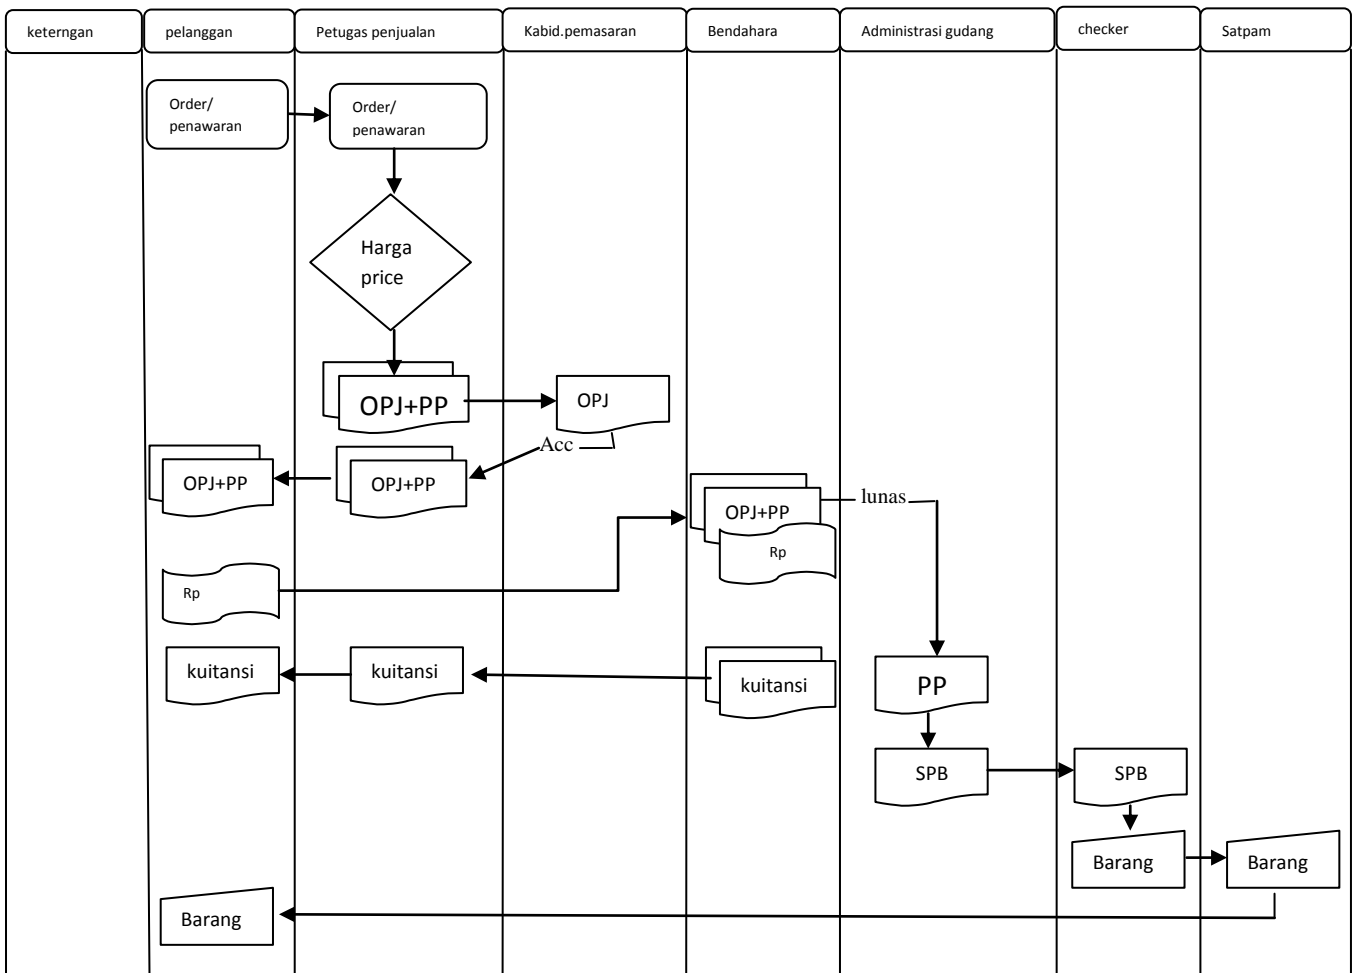 keterngan
pelanggan
Petugas penjualan
Kabid.pemasaran
Bendahara
Administrasi gudang
checker
Satpam
Order/
penawaran
Order/
penawaran
Harga
price
OPJ+PP
OPJ
Acc
OPJ+PP
OPJ+PP
OPJ+PP
lunas
Rp
Rp
kuitansi
kuitansi
kuitansi
PP
SPB
SPB
Barang
Barang
Barang